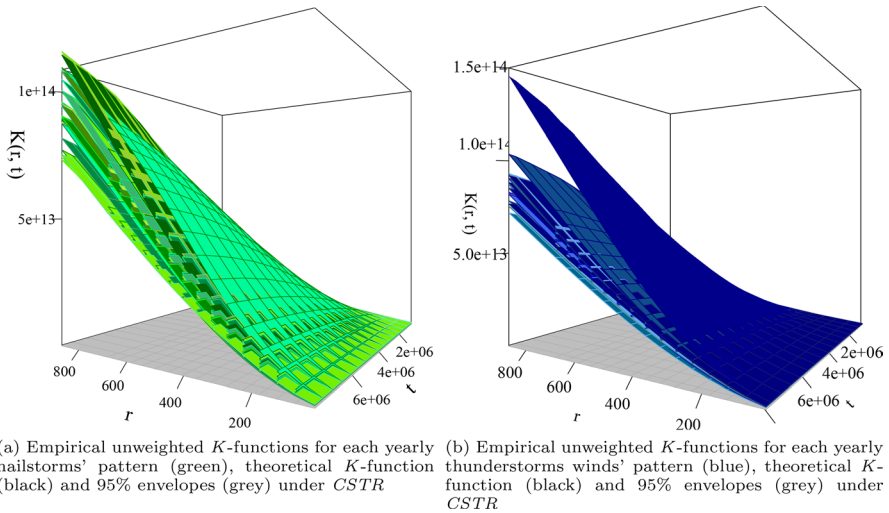 1e+14
5e+13
K(r, t)
800
600
400
200
r
2e+06
4e+06
6e+06
t
1.5e+14
1.0e+14
5.0e+13
K(r, t)
800
600
400
200
r
2e+06
4e+06
6e+06
t
(a) Empirical unweighted K-functions for each yearly
hailstorms' pattern (green), theoretical K-function
(black) and 95% envelopes (grey) under CSTR
(b) Empirical unweighted K-functions for each yearly
thunderstorms winds' pattern (blue), theoretical K-
function (black) and 95% envelopes (grey) under
CSTR